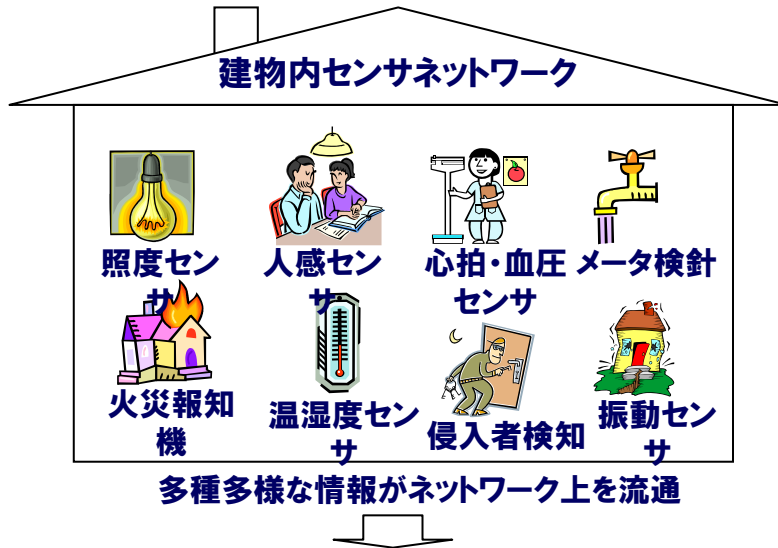 建物内センサネットワーク
照度セン
サ
人感セン
サ
心拍・血圧
センサ
メータ検針
火災報知
機
温湿度セン
サ
侵入者検知
振動セン
サ
多種多様な情報がネットワーク上を流通